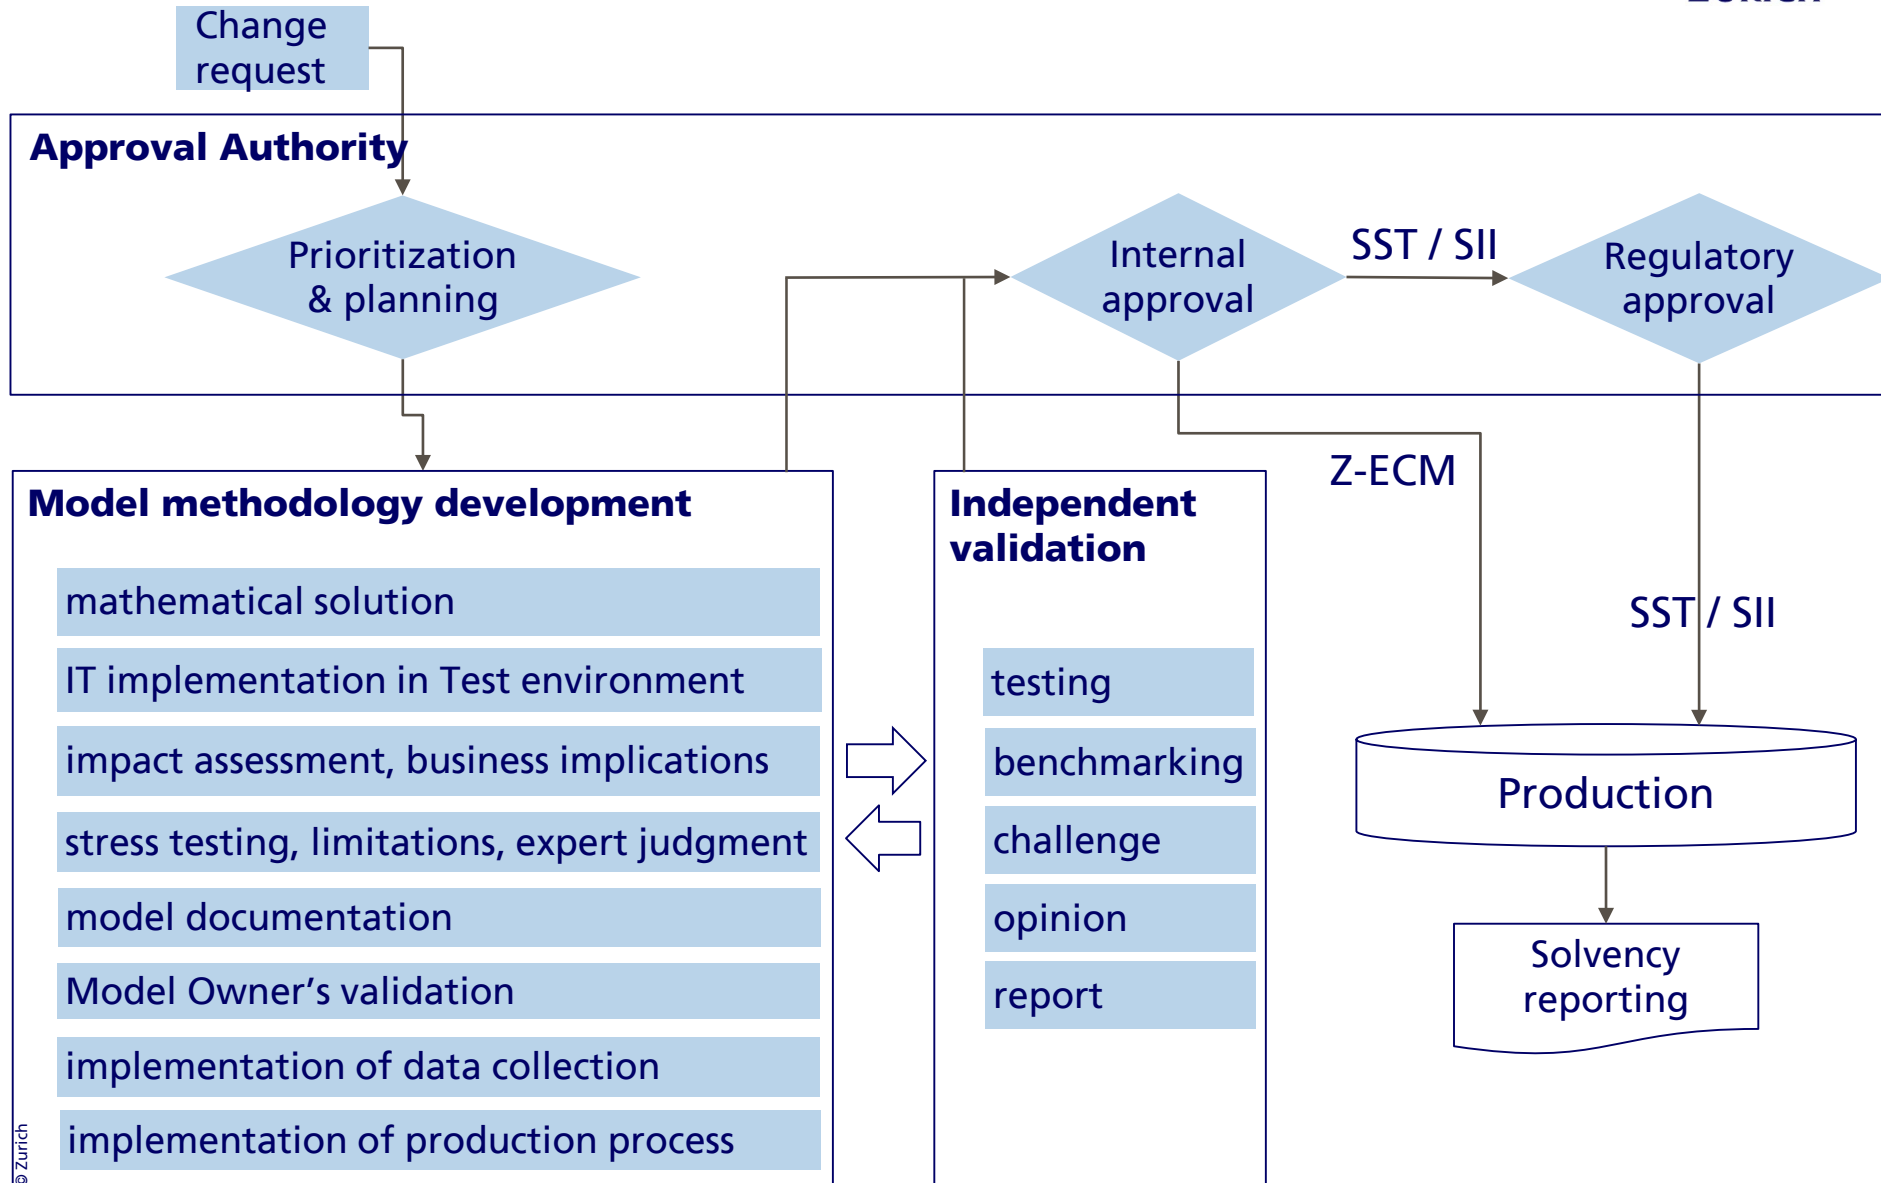 Change
request
Approval Authority
Prioritization
& planning
Internal
approval
SST / SII
Regulatory
approval
Z-ECM
SST / SII
Model methodology development
mathematical solution
IT implementation in Test environment
impact assessment, business implications
stress testing, limitations, expert judgment
model documentation
Model Owner’s validation
implementation of data collection
implementation of production process
Independent
validation
testing
benchmarking
challenge
opinion
report
Production
Solvency
reporting
© Zurich